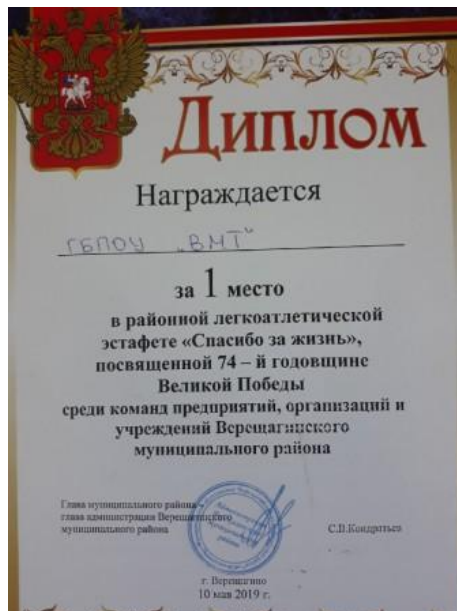 Диплом
Награждается
ГБПОУ „ВМТ"
за 1 место
в районной легкоатлетической
эстафете «Спасибо за жизнь»,
посвященной 74 – й годовщине
Великой Победы
среди команд предприятий, организаций и
учреждений Верещагинского
муниципального района
Глава муниципального района –
глава администрации Верещагинского
муниципального района
С.В.Кондратьев
г. Верещагино
10 мая 2019 г.